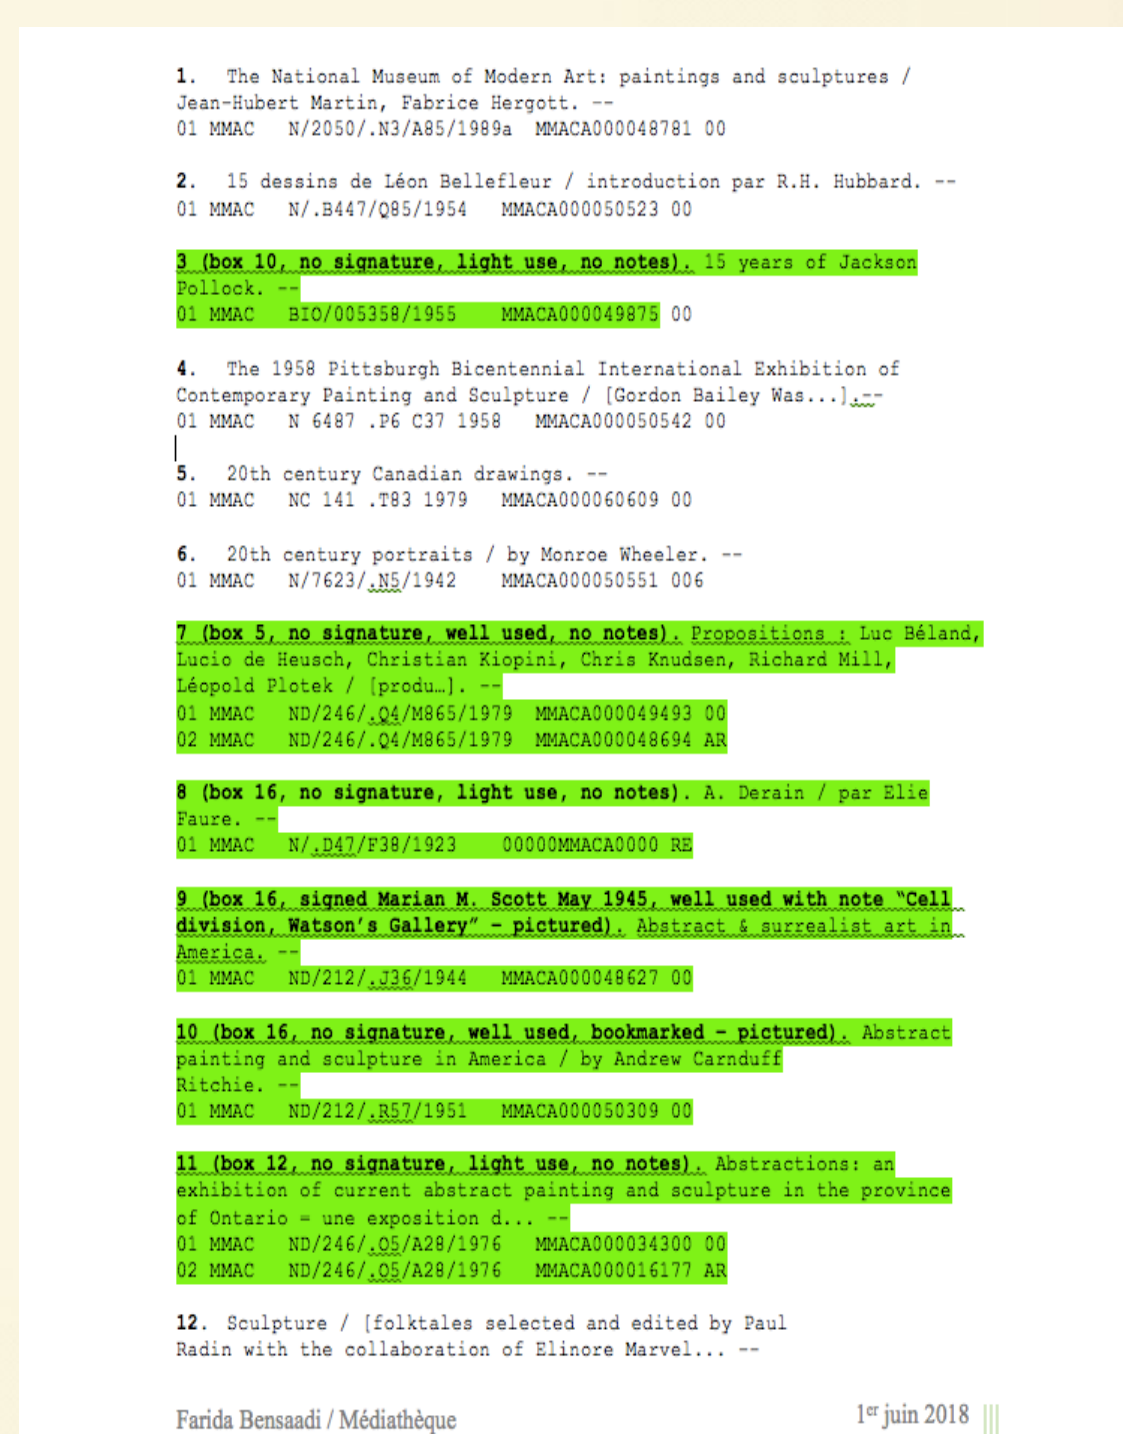 1. The National Museum of Modern Art: paintings and sculptures /
Jean-Hubert Martin, Fabrice Hergott. --
01 MMAC N/2050/.N3/A85/1989a MMACA000048781 00
2. 15 dessins de Léon Bellefleur / introduction par R.H. Hubbard. --
01 MMAC N/.B447/Q85/1954 MMACA000050523 00
3 (box 10, no signature, light use, no notes). 15 years of Jackson
Pollock. --
01 MMAC BIO/005358/1955 MMACA000049875 00
4. The 1958 Pittsburgh Bicentennial International Exhibition of
Contemporary Painting and Sculpture / [Gordon Bailey Was...].--
01 MMAC N 6487 .P6 C37 1958 MMACA000050542 00
5. 20th century Canadian drawings. --
01 MMAC NC 141 .T83 1979 MMACA000060609 00
6. 20th century portraits / by Monroe Wheeler. --
01 MMAC N/7623/.N5/1942 MMACA000050551 006
7 (box 5, no signature, well used, no notes). Propositions : Luc Béland,
Lucio de Heusch, Christian Kiopini, Chris Knudsen, Richard Mill,
Léopold Plotek / [produ…]. --
01 MMAC ND/246/.Q4/M865/1979 MMACA000049493 00
02 MMAC ND/246/.Q4/M865/1979 MMACA000048694 AR
8 (box 16, no signature, light use, no notes). A. Derain / par Elie
Faure. --
01 MMAC N/.D47/F38/1923 00000MMACA0000 RE
9 (box 16, signed Marian M. Scott May 1945, well used with note “Cell
division, Watson’s Gallery” – pictured). Abstract & surrealist art in
America. --
01 MMAC ND/212/.J36/1944 MMACA000048627 00
10 (box 16, no signature, well used, bookmarked – pictured). Abstract
painting and sculpture in America / by Andrew Carnduff
Ritchie. --
01 MMAC ND/212/.R57/1951 MMACA000050309 00
11 (box 12, no signature, light use, no notes). Abstractions: an
exhibition of current abstract painting and sculpture in the province
of Ontario = une exposition d... --
01 MMAC ND/246/.O5/A28/1976 MMACA000034300 00
02 MMAC ND/246/.O5/A28/1976 MMACA000016177 AR
12. Sculpture / [folktales selected and edited by Paul
Radin with the collaboration of Elinore Marvel... --
Farida Bensaadi / Médiathèque
1er juin 2018